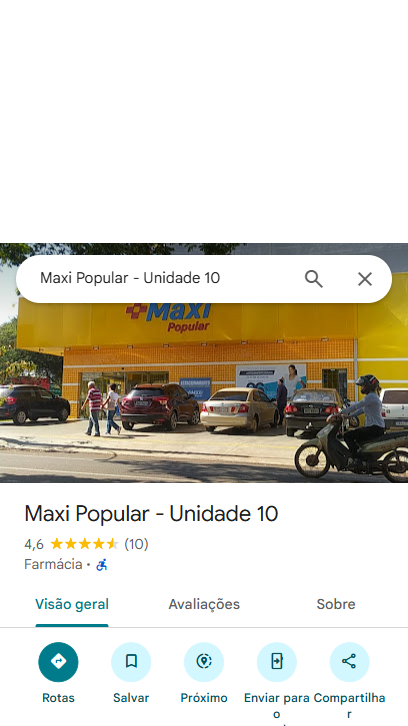 Maxi Popular - Unidade 10
Maxi
Popular
Maxi Popular - Unidade 10
4,6 (10)
Farmácia ·
Visão geral Avaliações Sobre
Rotas Salvar Próximo Enviar para o Compartilhar